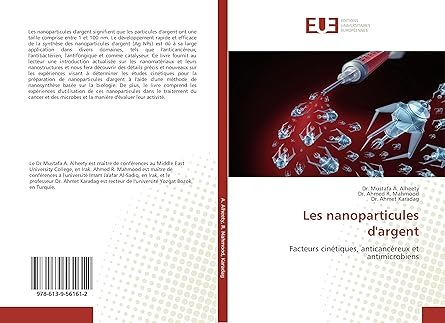 Les nanoparticules d'argent signifient que les particules d'argent ont une
taille comprise entre 1 et 100 nm. Le développement rapide et efficace
de la synthèse des nanoparticules d'argent (Ag NPs) est dû à sa large
application dans divers domaines, tels que l'anticancéreux,
l'antibactérien, l'antifongique et comme catalyseur. Ce livre fournit au
lecteur une introduction actualisée sur les nanomatériaux et leurs
nanostructures et nous fera découvrir des détails précis et nouveaux sur
les expériences visant à déterminer les études cinétiques pour la
préparation de nanoparticules d'argent à l'aide d'une méthode de
nanosynthèse basée sur la biologie. De plus, le livre comprend les
expériences d'utilisation de ces nanoparticules dans le traitement du
cancer et des microbes et la manière d'évaluer leur activité.
Le Dr Mustafa A. Alheety est maître de conférences au Middle East
University College, en Irak. Ahmed R. Mahmood est maître de
conférences à l'université Imam Ja'afar Al-Sadiq, en Irak, et le
professeur Dr. Ahmet Karadag est recteur de l'université Yozgat Bozok,
en Turquie.
978-613-9-56161-2
A. Alheety, R. Mahmood, Karadag
EUE
EDITIONS
UNIVERSITAIRES
EUROPEENNES
Dr. Mustafa A. Alheety
Dr. Ahmed R. Mahmood
Dr. Ahmet Karadag
Les nanoparticules
d'argent
Facteurs cinétiques, anticancéreux et
antimicrobiens